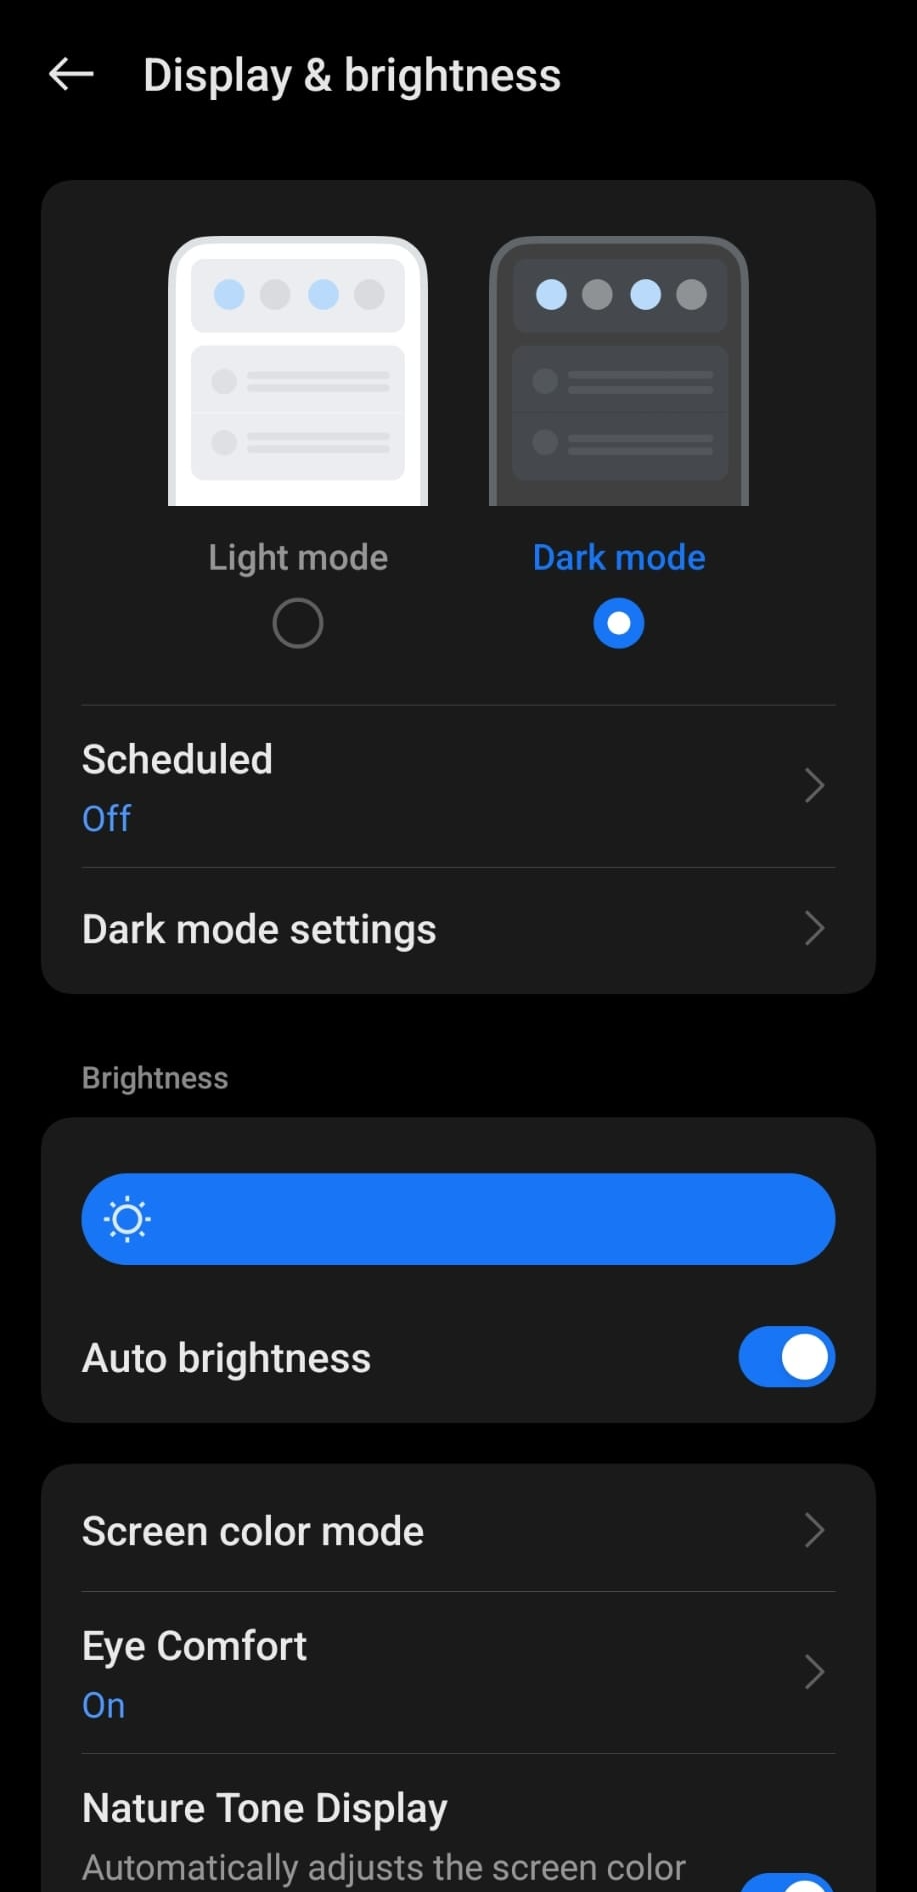 Display & brightness
Light mode
Dark mode
Scheduled
Off
Dark mode settings
Brightness
Auto brightness
Screen color mode
Eye Comfort
On
Nature Tone Display
Automatically adjusts the screen color